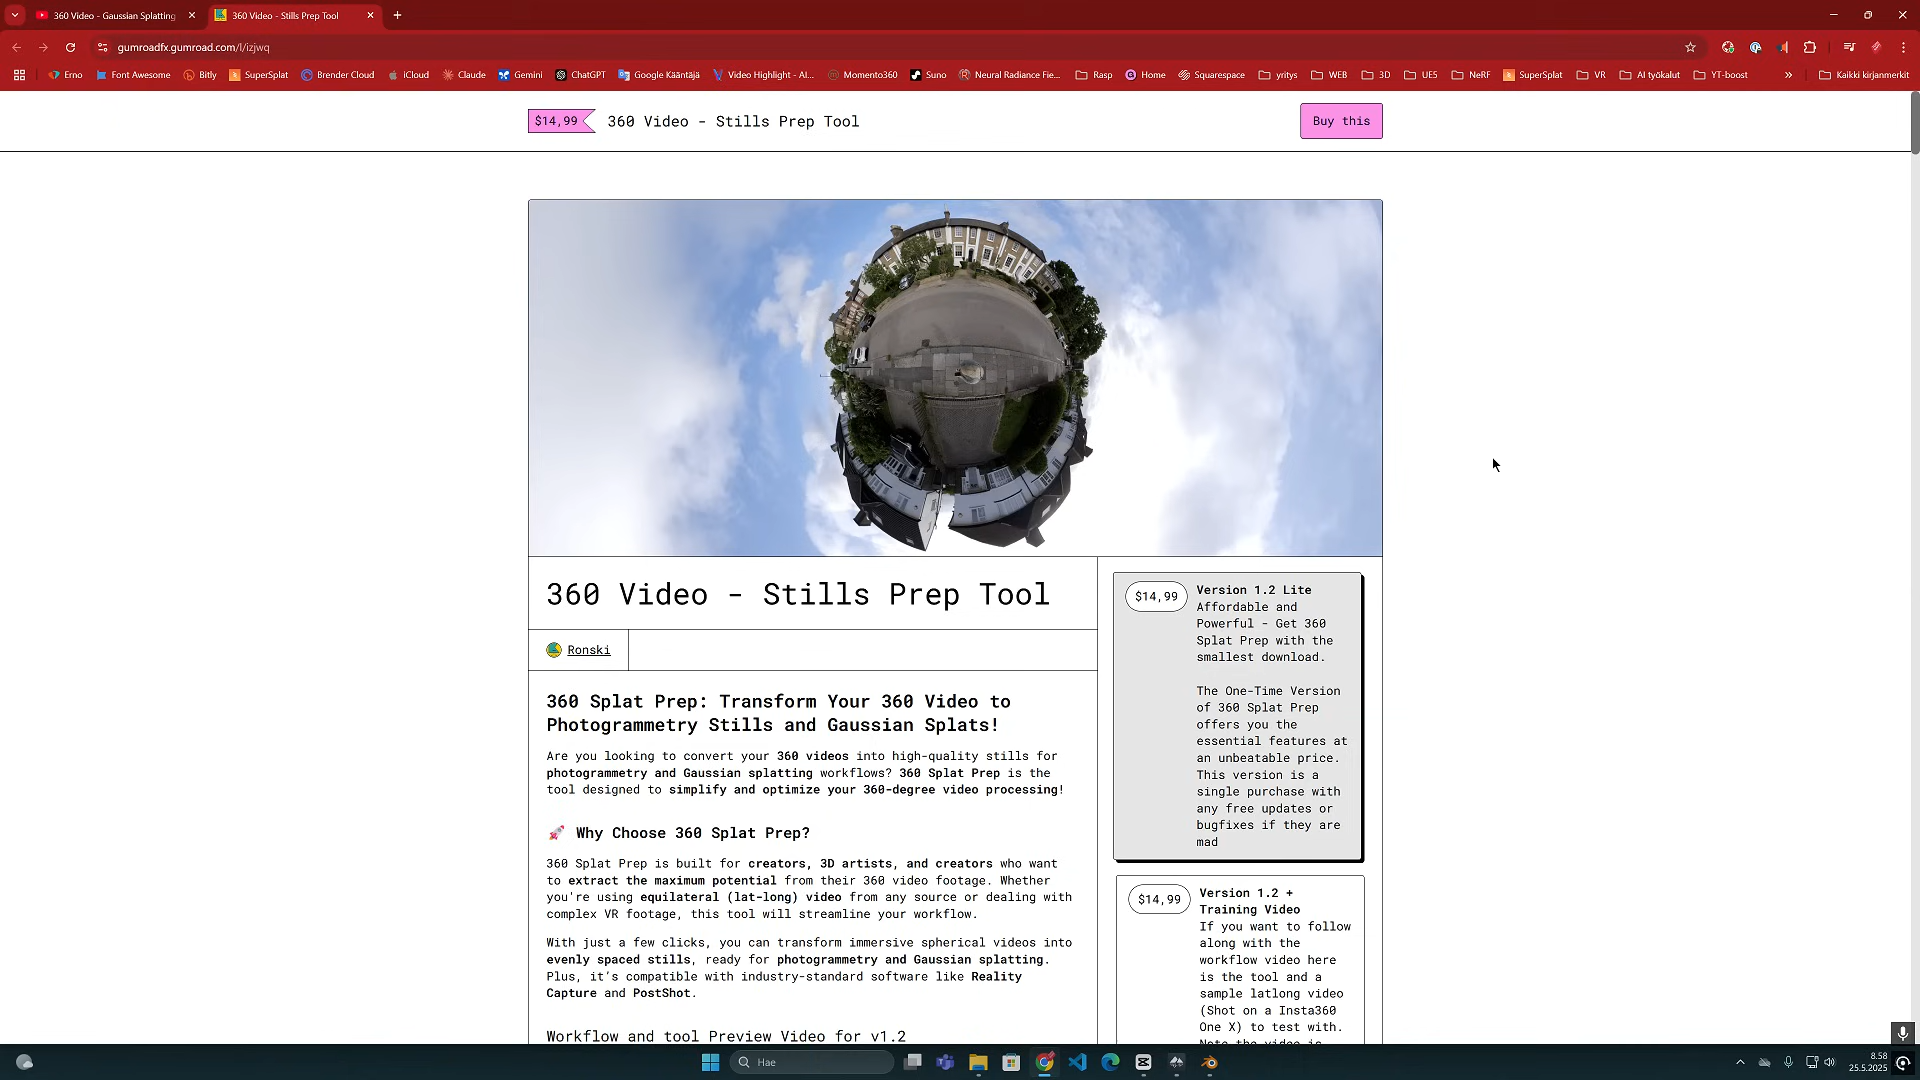 360 Video - Gaussian Splatting
360 Video - Stills Prep Tool
gumroadfx.gumroad.com/l/izjwq
Erno
Font Awesome
Bitly
SuperSplat
Brender Cloud
iCloud
Claude
Gemini
ChatGPT
Google Kääntäjä
Video Highlight - AI...
Momento360
Suno
Neural Radiance Fie...
Rasp
Home
Squarespace
yritys
WEB
3D
UE5
NeRF
SuperSplat
VR
AI työkalut
YT-boost
»
Kaikki kirjanmerkit
$14,99
360 Video - Stills Prep Tool
Buy this
360 Video - Stills Prep Tool
Ronski
360 Splat Prep: Transform Your 360 Video to
Photogrammetry Stills and Gaussian Splats!
Are you looking to convert your 360 videos into high-quality stills for
photogrammetry and Gaussian splatting workflows? 360 Splat Prep is the
tool designed to simplify and optimize your 360-degree video processing!
🚀 Why Choose 360 Splat Prep?
360 Splat Prep is built for creators, 3D artists, and creators who want
to extract the maximum potential from their 360 video footage. Whether
you're using equilateral (lat-long) video from any source or dealing with
complex VR footage, this tool will streamline your workflow.
With just a few clicks, you can transform immersive spherical videos into
evenly spaced stills, ready for photogrammetry and Gaussian splatting.
Plus, it's compatible with industry-standard software like Reality
Capture and PostShot.
Workflow and tool Preview Video for v1.2
$14,99
Version 1.2 Lite
Affordable and
Powerful - Get 360
Splat Prep with the
smallest download.
The One-Time Version
of 360 Splat Prep
offers you the
essential features at
an unbeatable price.
This version is a
single purchase with
any free updates or
bugfixes if they are
mad
$14,99
Version 1.2 +
Training Video
If you want to follow
along with the
workflow video here
is the tool and a
sample latlong video
(Shot on a Insta360
One X) to test with.
Note the video is
Hae
8.58
25.5.2025